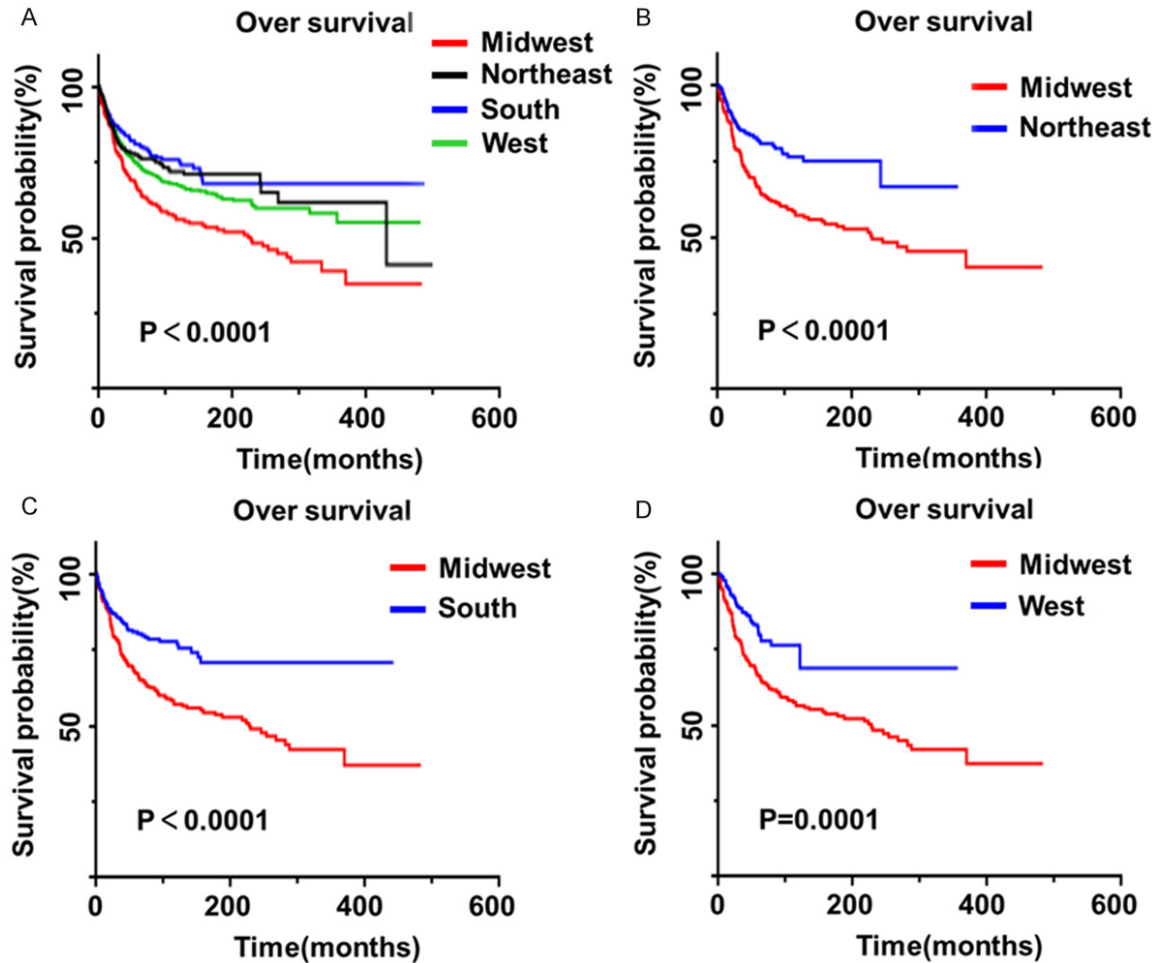 A
Over survival
Midwest
Northeast
South
West
Survival probability(%)
100
50
P < 0.0001
0 200 400 600
Time(months)
B
Over survival
Midwest
Northeast
Survival probability(%)
100
50
P < 0.0001
0 200 400 600
Time(months)
C
Over survival
Midwest
South
Survival probability(%)
100
50
P < 0.0001
0 200 400 600
Time(months)
D
Over survival
Midwest
West
Survival probability(%)
100
50
P=0.0001
0 200 400 600
Time(months)